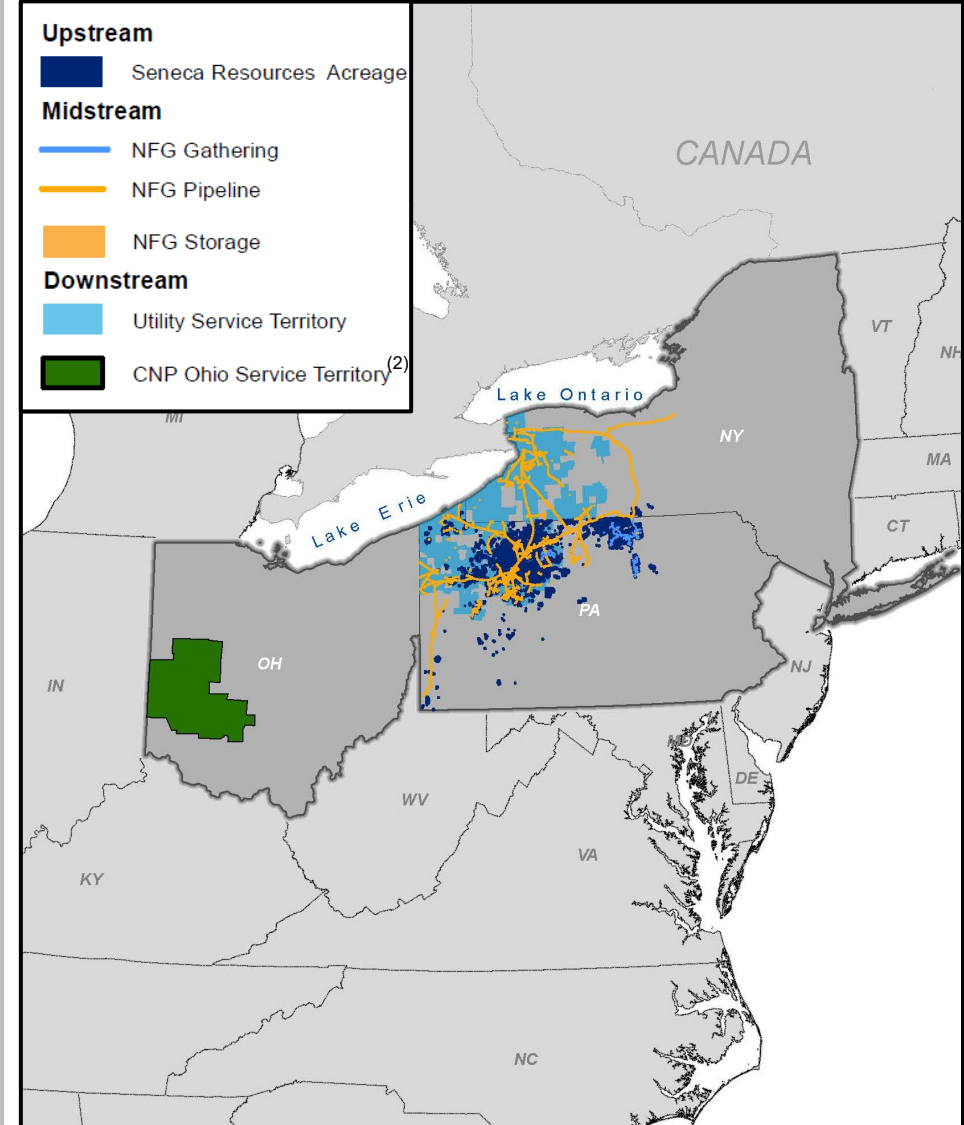 Upstream
Seneca Resources Acreage
Midstream
NFG Gathering
NFG Pipeline
NFG Storage
Downstream
Utility Service Territory
CNP Ohio Service Territory(2)
CANADA
VT
NH
Lake Ontario
MI
NY
MA
Lake Erie
CT
PA
OH
NJ
IN
MD
DE
WV
VA
KY
NC